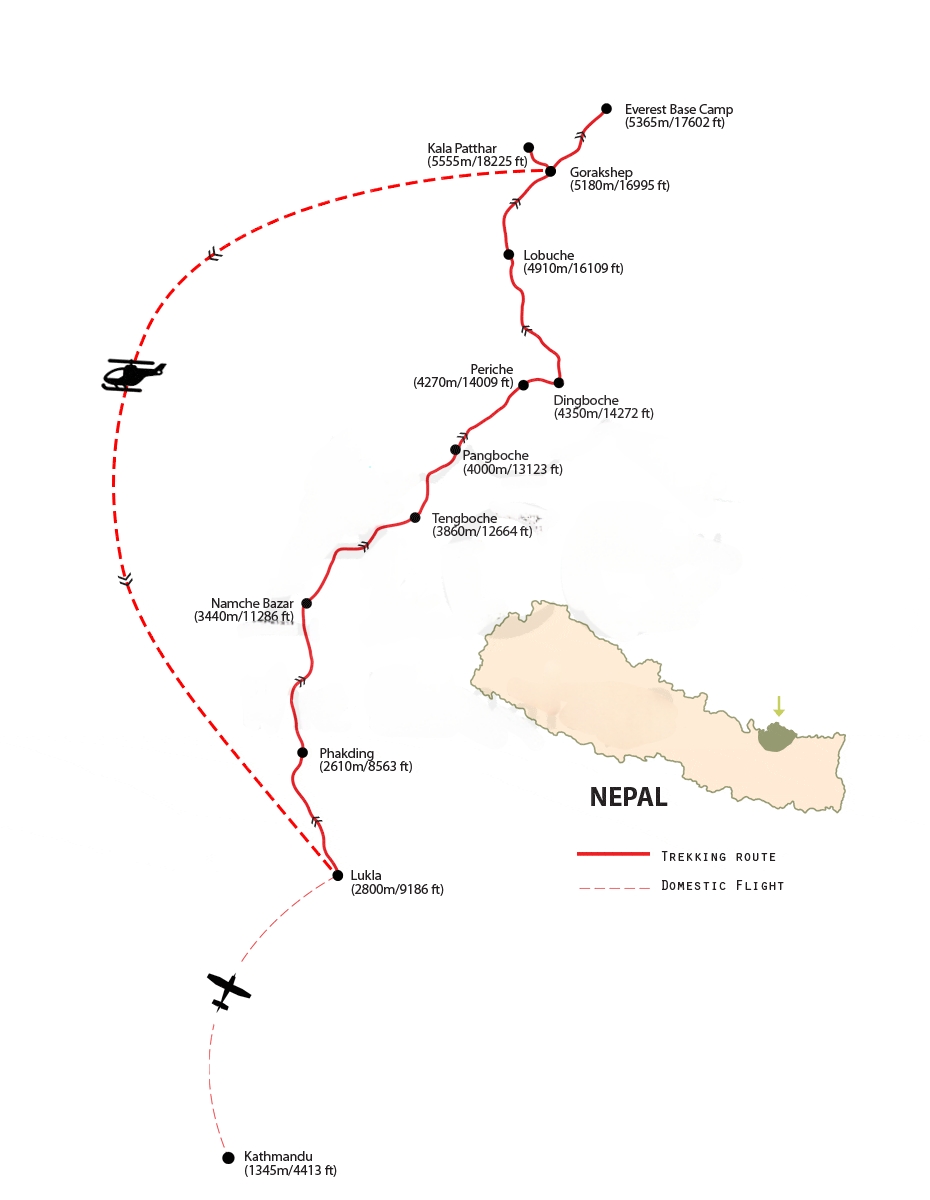 Everest Base Camp
(5365m/17602 ft)
Kala Patthar
(5555m/18225 ft)
Gorakshep
(5180m/16995 ft)
Lobuche
(4910m/16109 ft)
Periche
(4270m/14009 ft)
Dingboche
(4350m/14272 ft)
Pangboche
(4000m/13123 ft)
Tengboche
(3860m/12664 ft)
Namche Bazar
(3440m/11286 ft)
Phakding
(2610m/8563 ft)
NEPAL
Trekking route
Domestic Flight
Lukla
(2800m/9186 ft)
Kathmandu
(1345m/4413 ft)